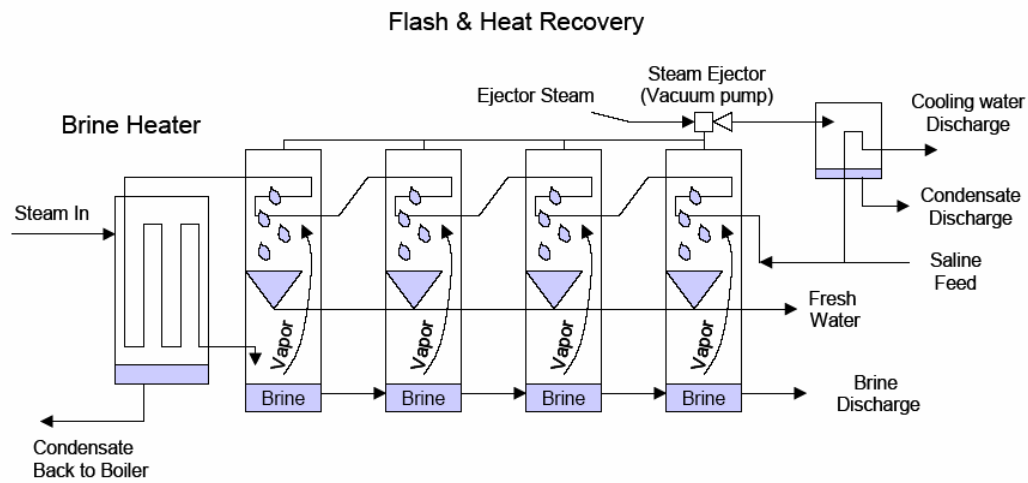 Flash & Heat Recovery
Steam Ejector
(Vacuum pump)
Ejector Steam
Cooling water
Discharge
Brine Heater
Steam In
Condensate
Discharge
Saline
Feed
Fresh
Water
Vapor
Vapor
Vapor
Vapor
Brine
Brine
Brine
Brine
Brine
Discharge
Condensate
Back to Boiler